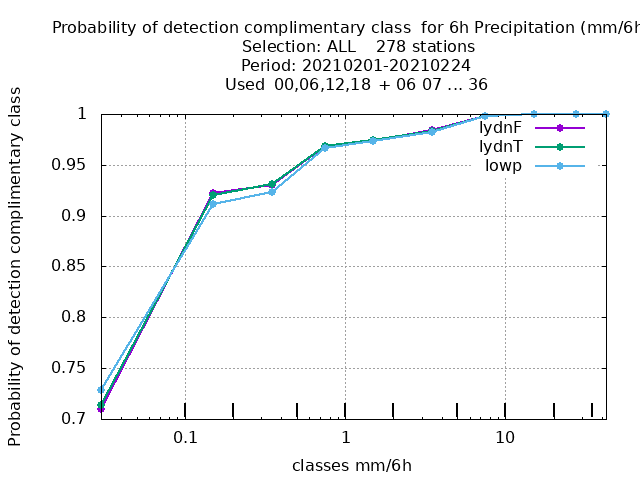 Probability of detection complimentary class  for 6h Precipitation (mm/6h
Selection: ALL    278 stations
Period: 20210201-20210224
Used  00,06,12,18  + 06 07 ... 36
Probability of detection complimentary class
1
0.95
0.9
0.85
0.8
0.75
0.7
lydnF
lydnT
lowp
0.1
1
10
classes mm/6h